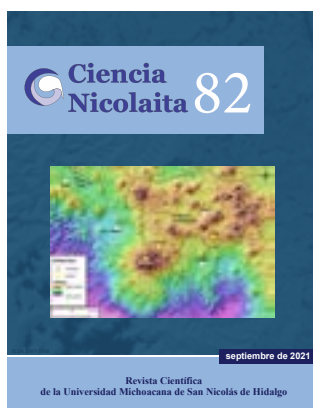 Ciencia
Nicolaita 82
septiembre de 2021
Revista Científica
de la Universidad Michoacana de San Nicolás de Hidalgo